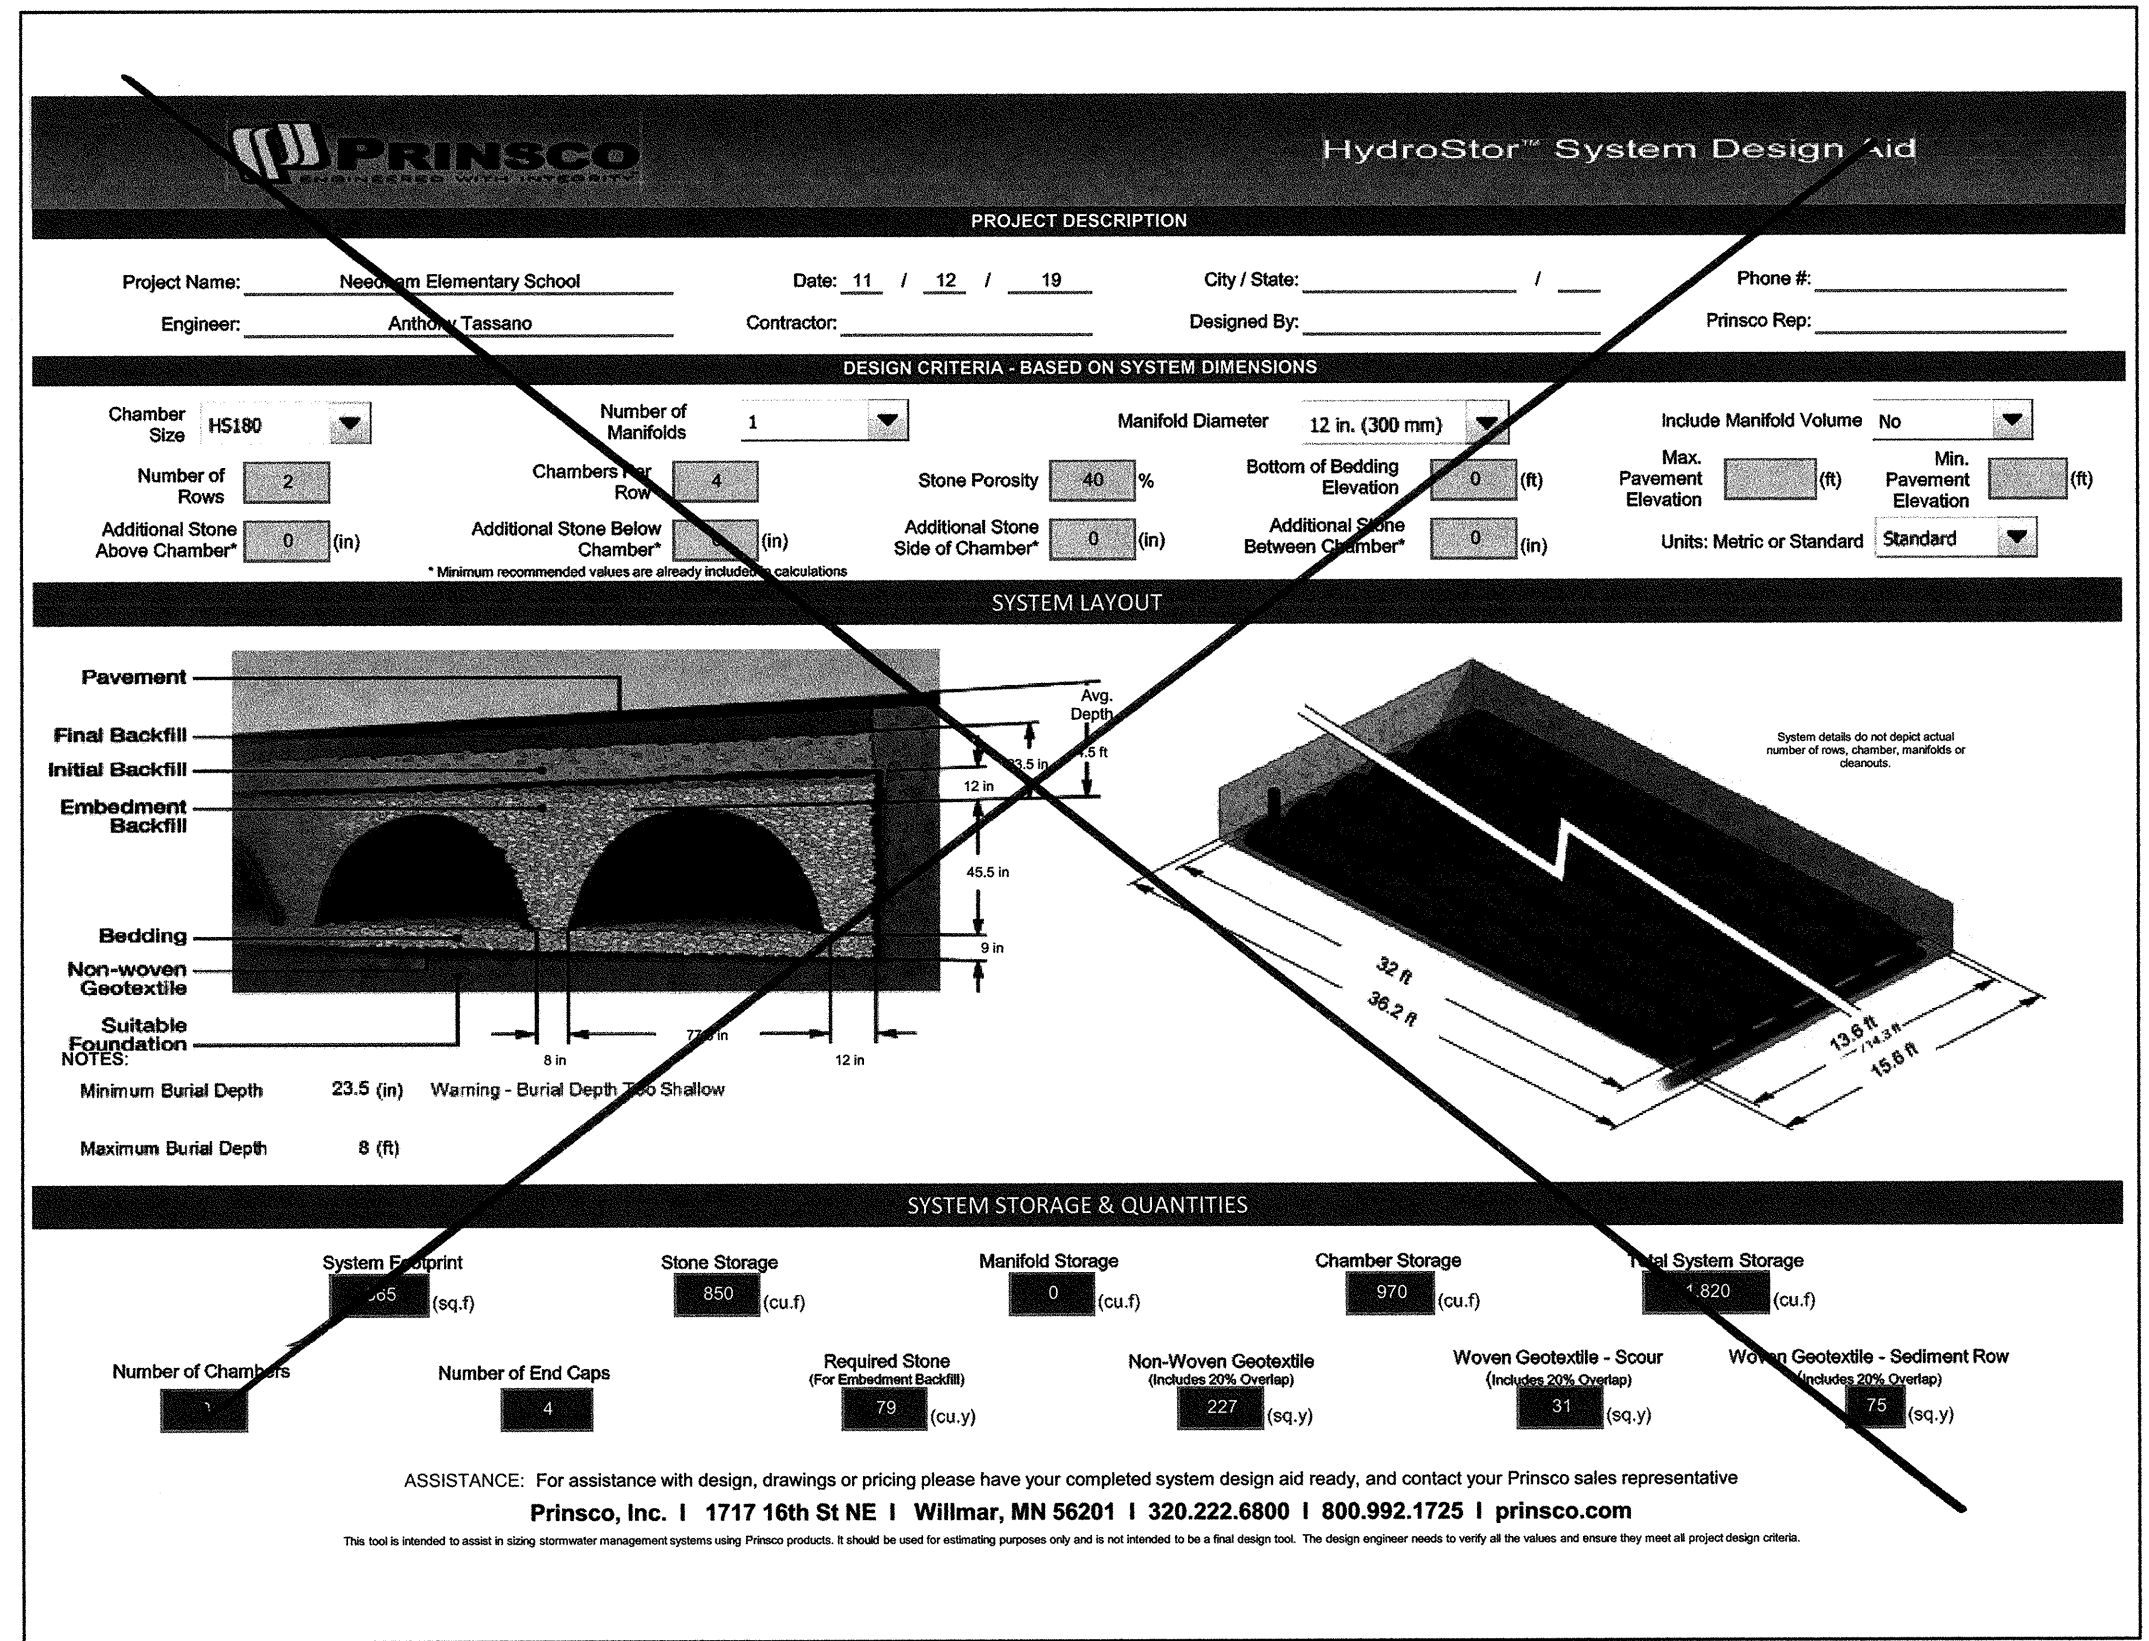 PRINSCO
ENGINEERED WITH INTEGRITY
HydroStor™ System Design Aid
PROJECT DESCRIPTION
Project Name: Needham Elementary School Date: 11 / 12 / 19 City / State: / Phone #:
Engineer: Anthony Tassano Contractor: Designed By: Prinsco Rep:
DESIGN CRITERIA - BASED ON SYSTEM DIMENSIONS
Chamber Size HS180 Number of Manifolds 1 Manifold Diameter 12 in. (300 mm) Include Manifold Volume No
Number of Rows 2 Chambers Per Row 4 Stone Porosity 40 % Bottom of Bedding Elevation 0 (ft) Max. Pavement Elevation (ft) Min. Pavement Elevation (ft)
Additional Stone Above Chamber* 0 (in) Additional Stone Below Chamber* (in) Additional Stone Side of Chamber* 0 (in) Additional Stone Between Chamber* 0 (in) Units: Metric or Standard Standard
* Minimum recommended values are already included in calculations
SYSTEM LAYOUT
Pavement
Final Backfill
Initial Backfill
Embedment
Backfill
Bedding
Non-woven
Geotextile
Suitable
Foundation
Avg.
Depth
23.5 in
12 in
45.5 in
9 in
8 in
12 in
System details do not depict actual
number of rows, chamber, manifolds or
cleanouts.
32 ft
36.2 ft
13.6 ft
14.3 ft
15.6 ft
NOTES:
Minimum Burial Depth 23.5 (in) Warning - Burial Depth Too Shallow
Maximum Burial Depth 8 (ft)
SYSTEM STORAGE & QUANTITIES
System Footprint Stone Storage Manifold Storage Chamber Storage Total System Storage
(sq.f) 850 (cu.f) 0 (cu.f) 970 (cu.f) 1,820 (cu.f)
Number of Chambers Number of End Caps Required Stone Non-Woven Geotextile Woven Geotextile - Scour Woven Geotextile - Sediment Row
(For Embedment Backfill) (Includes 20% Overlap) (Includes 20% Overlap) (Includes 20% Overlap)
4 79 (cu.y) 227 (sq.y) 31 (sq.y) 75 (sq.y)
ASSISTANCE: For assistance with design, drawings or pricing please have your completed system design aid ready, and contact your Prinsco sales representative
Prinsco, Inc. I 1717 16th St NE I Willmar, MN 56201 I 320.222.6800 I 800.992.1725 I prinsco.com
This tool is intended to assist in sizing stormwater management systems using Prinsco products. It should be used for estimating purposes only and is not intended to be a final design tool. The design engineer needs to verify all the values and ensure they meet all project design criteria.